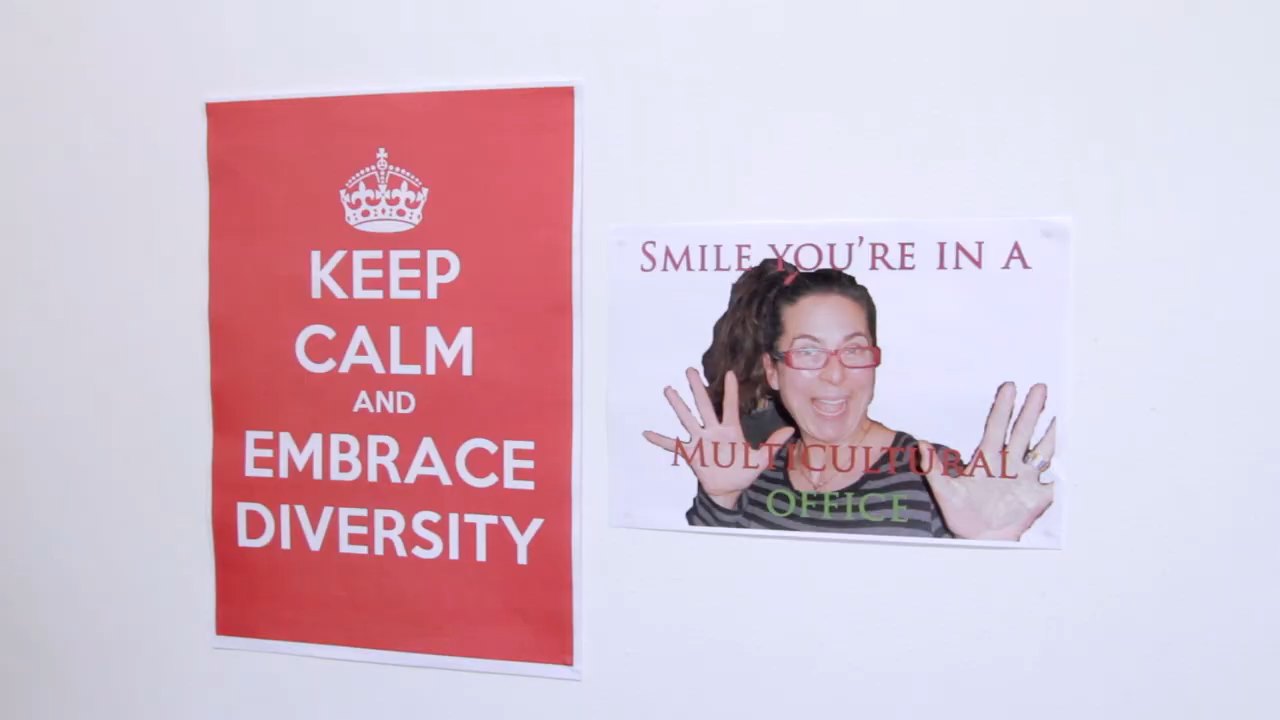 KEEP
CALM
AND
EMBRACE
DIVERSITY
SMILE YOU'RE IN A
MULTICULTURAL
OFFICE